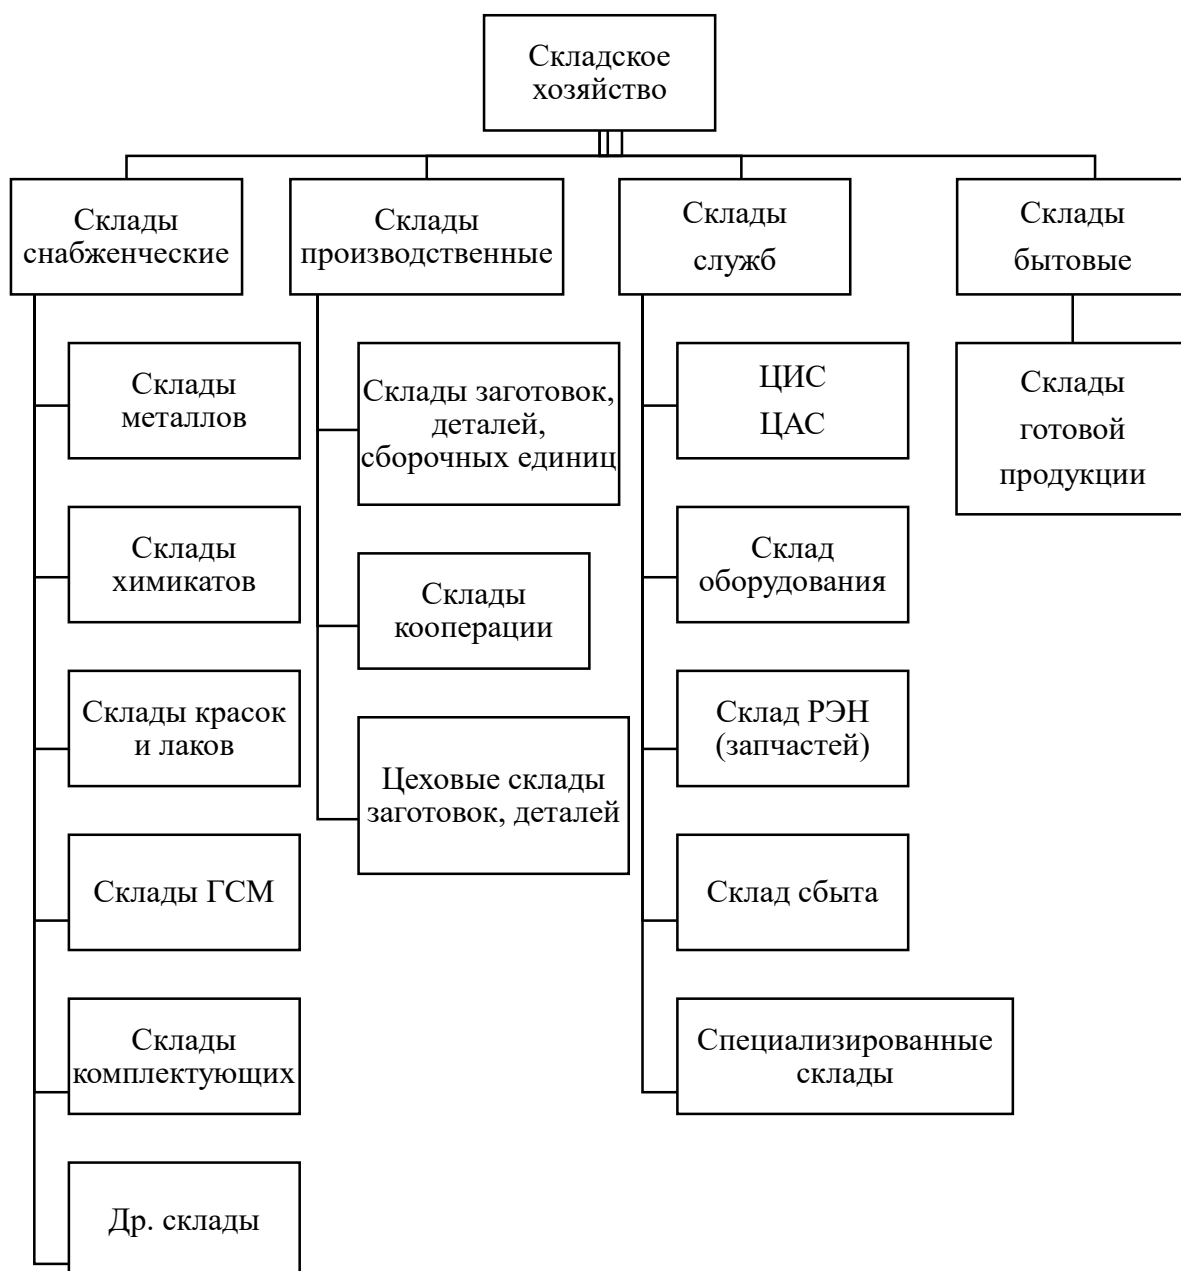 Складское
хозяйство
Склады
снабженческие
Склады
производственные
Склады
служб
Склады
бытовые
Склады
металлов
Склады
химикатов
Склады красок
и лаков
Склады ГСМ
Склады
комплектующих
Др. склады
Склады заготовок,
деталей,
сборочных единиц
Склады
кооперации
Цеховые склады
заготовок, деталей
ЦИС
ЦАС
Склад
оборудования
Склад РЭН
(запчастей)
Склад сбыта
Специализированные
склады
Склады
готовой
продукции